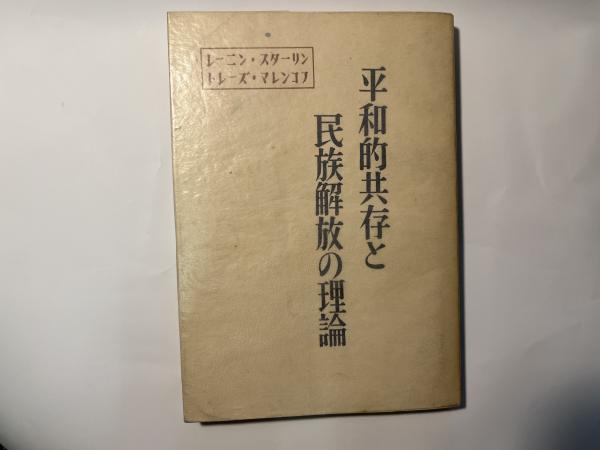 レーニン・スターリン
トレーズ・マレンコフ
平和的共存と
民族解放の理論